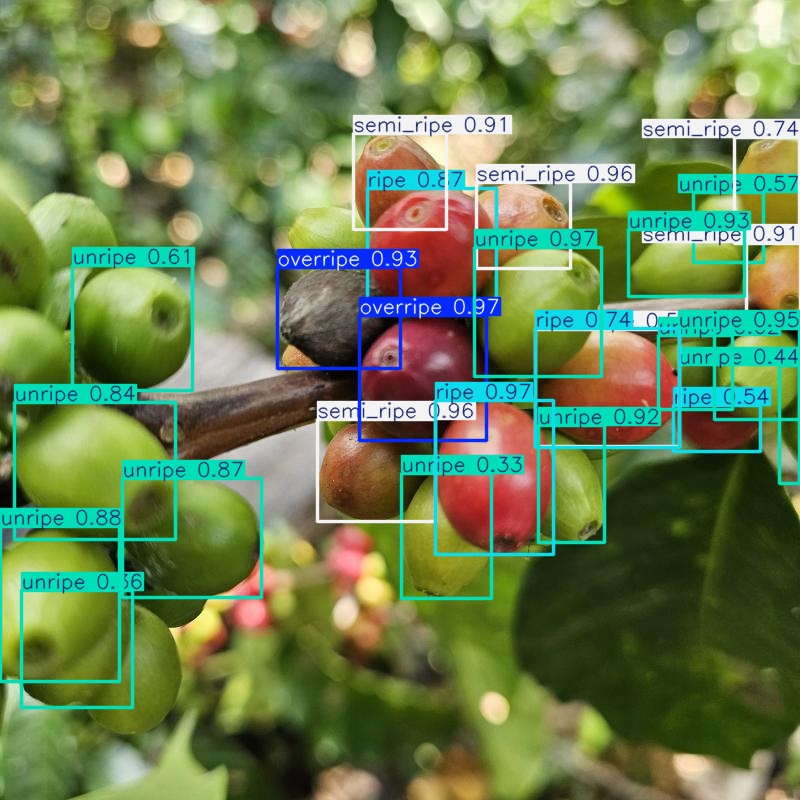 semi_ripe 0.91
semi_ripe 0.74
ripe 0.87
semi_ripe 0.96
unripe 0.57
unripe 0.93
unripe 0.97
semi_ripe 0.91
unripe 0.61
overripe 0.93
overripe 0.97
ripe 0.74
unripe 0.95
unripe 0.44
unripe 0.84
ripe 0.97
ripe 0.54
semi_ripe 0.96
unripe 0.92
unripe 0.87
unripe 0.33
unripe 0.88
unripe 0.36